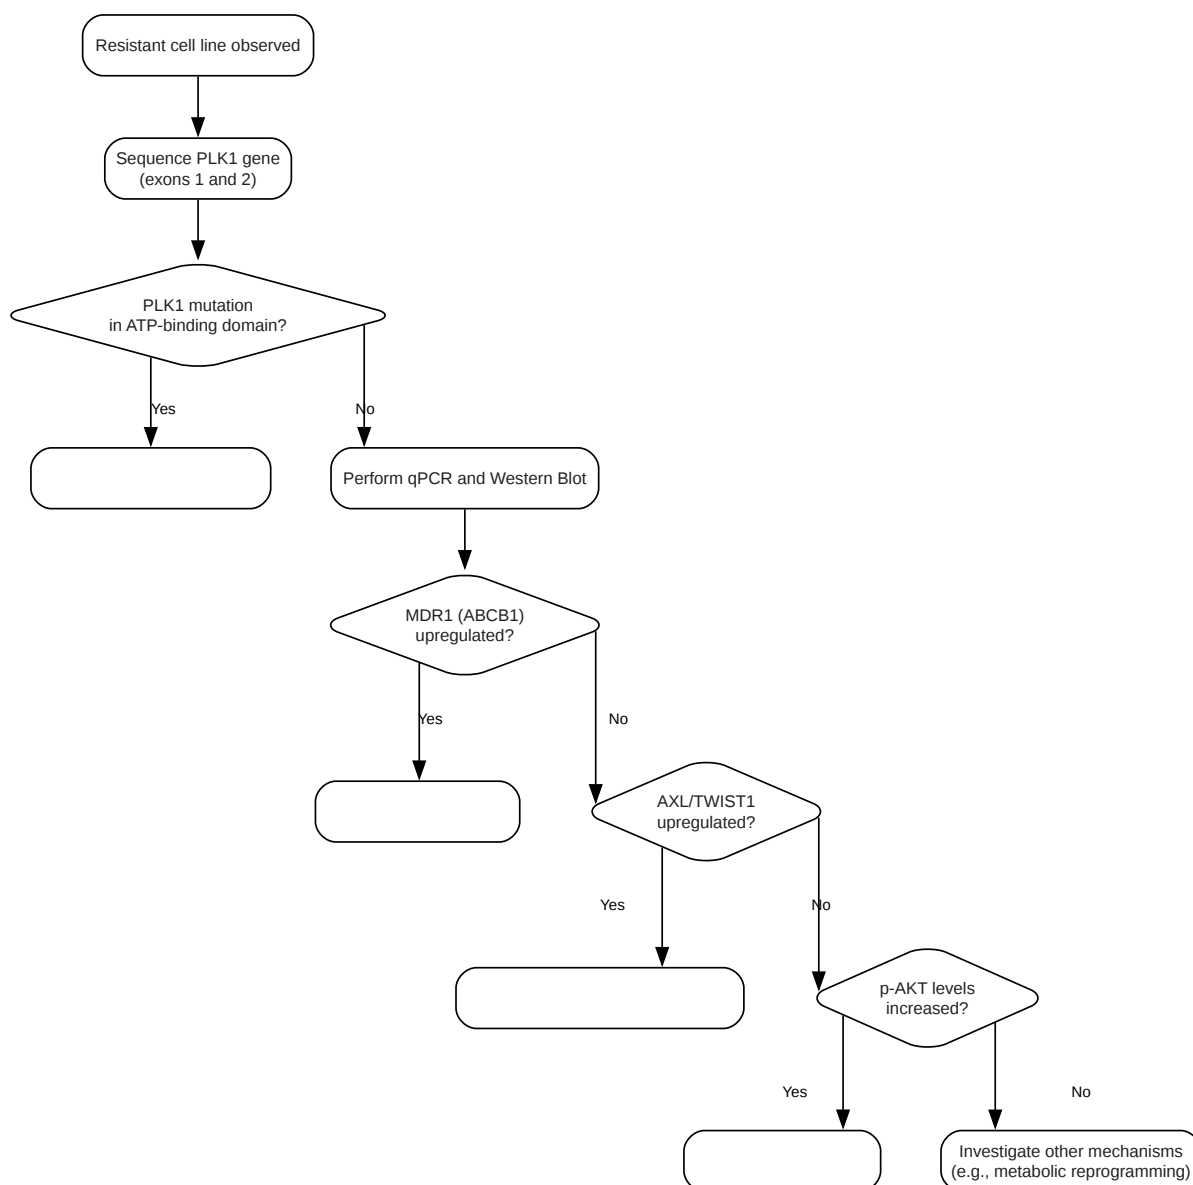 Resistant cell line observed
Sequence PLK1 gene
(exons 1 and 2)
PLK1 mutation
in ATP-binding domain?
Yes
No
Perform qPCR and Western Blot
MDR1 (ABCB1)
upregulated?
Yes
No
AXL/TWIST1
upregulated?
Yes
No
p-AKT levels
increased?
Yes
No
Investigate other mechanisms
(e.g., metabolic reprogramming)